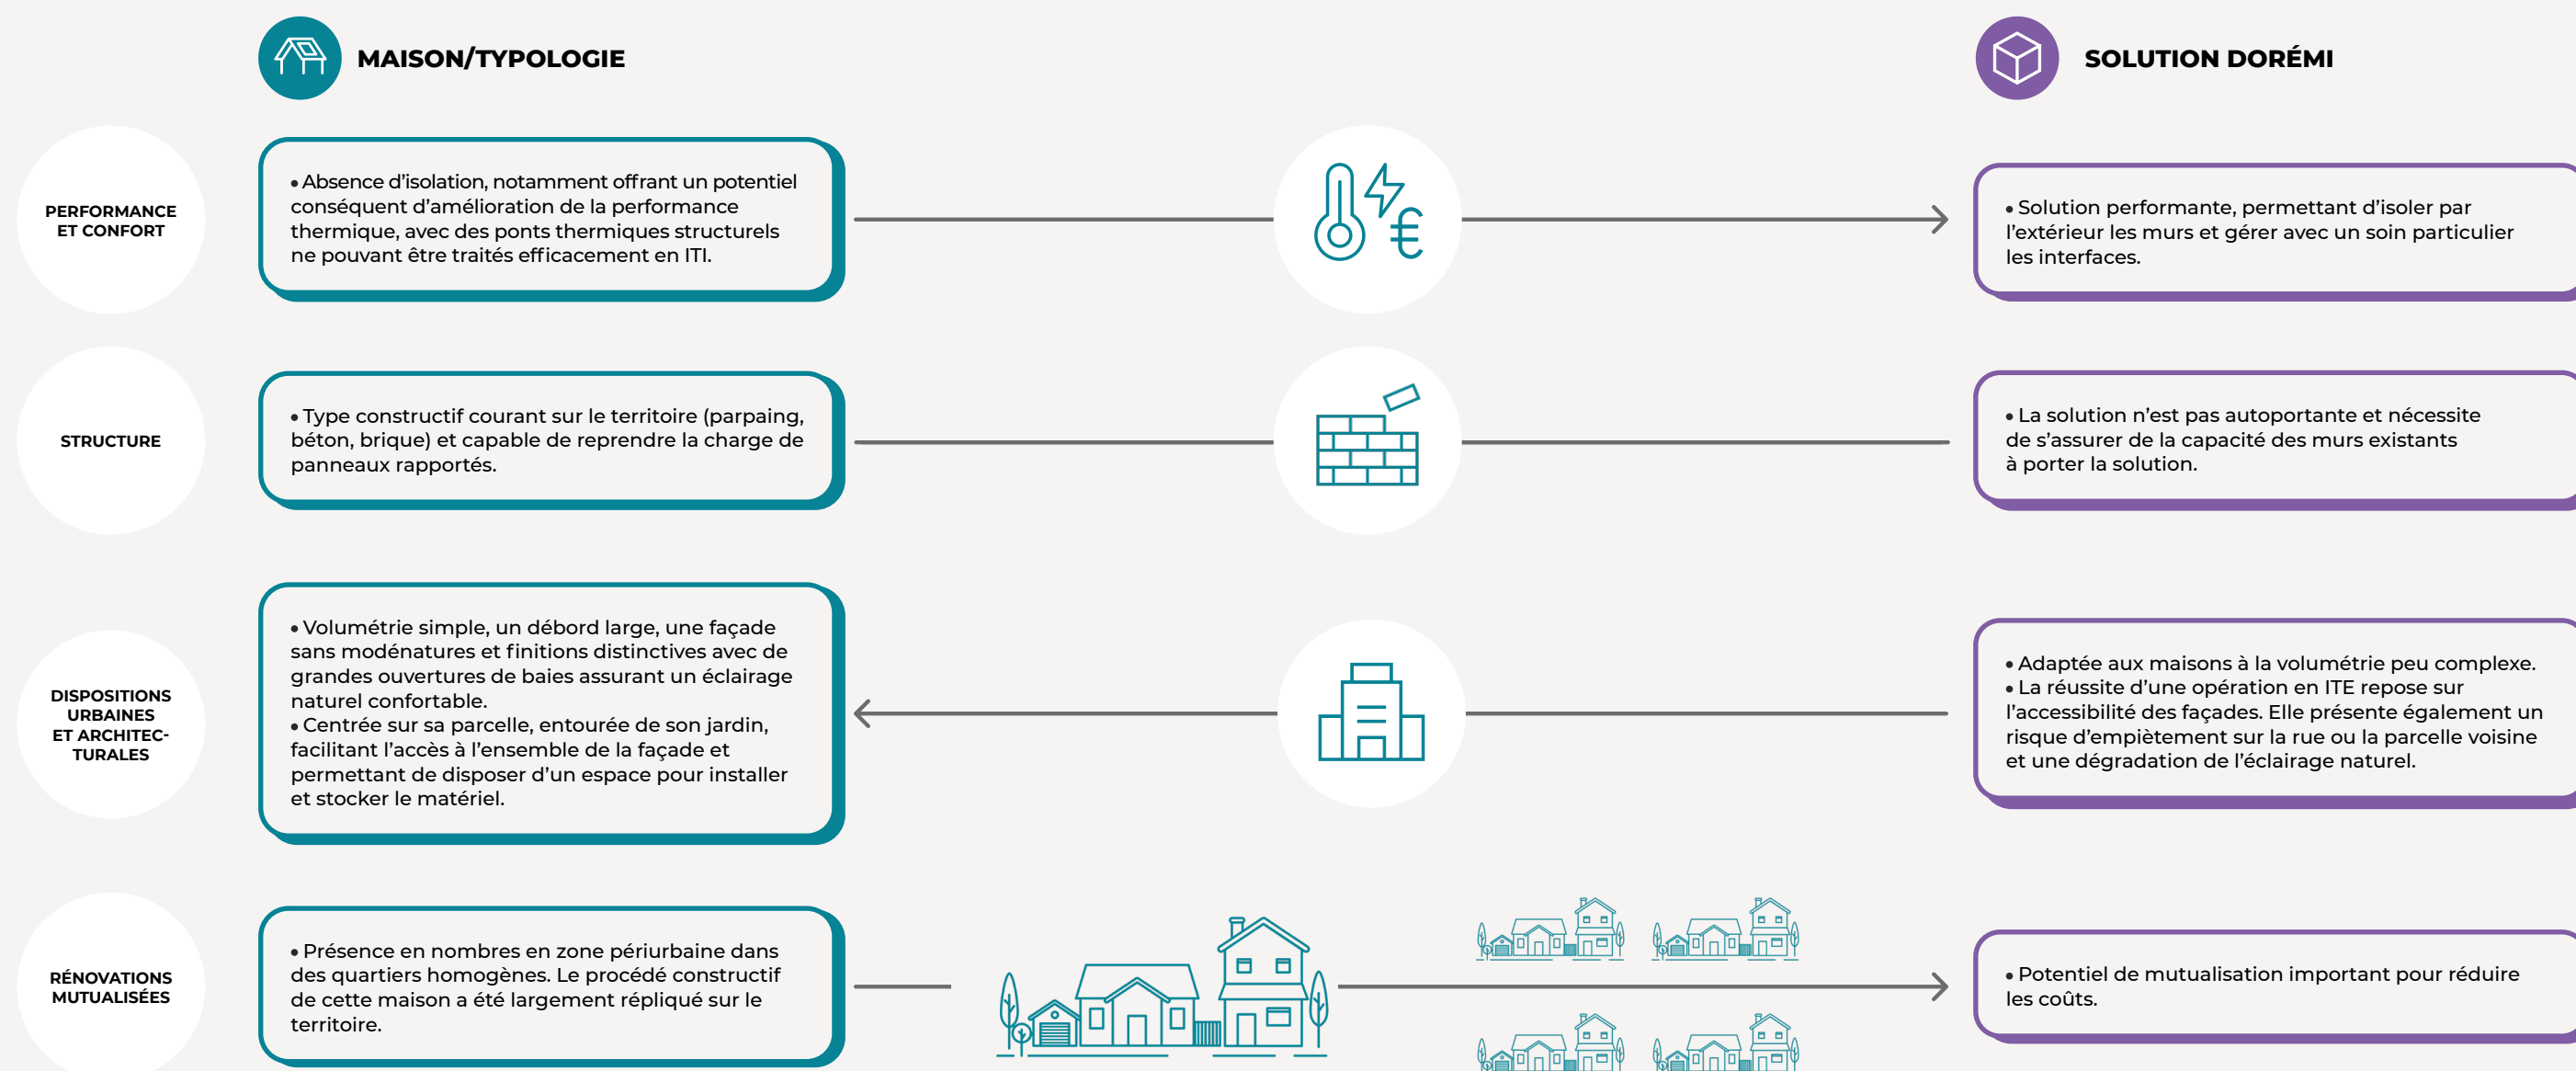 MAISON/TYPOLOGIE
SOLUTION DORÉMI
PERFORMANCE
ET CONFORT
• Absence d’isolation, notamment offrant un potentiel
conséquent d’amélioration de la performance
thermique, avec des ponts thermiques structurels
ne pouvant être traités efficacement en ITI.
€
• Solution performante, permettant d’isoler par
l’extérieur les murs et gérer avec un soin particulier
les interfaces.
STRUCTURE
• Type constructif courant sur le territoire (parpaing,
béton, brique) et capable de reprendre la charge de
panneaux rapportés.
• La solution n’est pas autoportante et nécessite
de s’assurer de la capacité des murs existants
à porter la solution.
DISPOSITIONS
URBAINES
ET ARCHITEC-
TURALES
• Volumétrie simple, un débord large, une façade
sans modénatures et finitions distinctives avec de
grandes ouvertures de baies assurant un éclairage
naturel confortable.
• Centrée sur sa parcelle, entourée de son jardin,
facilitant l’accès à l’ensemble de la façade et
permettant de disposer d’un espace pour installer
et stocker le matériel.
• Adaptée aux maisons à la volumétrie peu complexe.
• La réussite d’une opération en ITE repose sur
l’accessibilité des façades. Elle présente également un
risque d’empiètement sur la rue ou la parcelle voisine
et une dégradation de l’éclairage naturel.
RÉNOVATIONS
MUTUALISÉES
• Présence en nombres en zone périurbaine dans
des quartiers homogènes. Le procédé constructif
de cette maison a été largement répliqué sur le
territoire.
• Potentiel de mutualisation important pour réduire
les coûts.